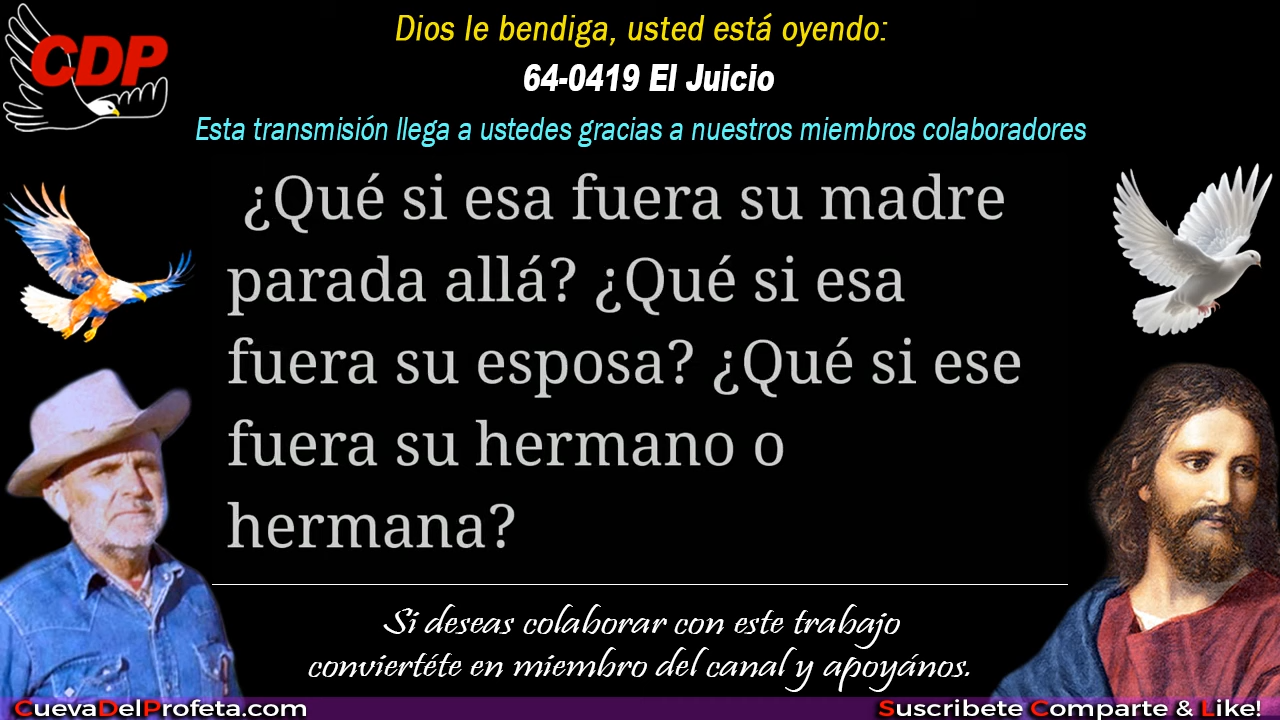 CDP
Dios le bendiga, usted está oyendo:
64-0419 El Juicio
Esta transmisión llega a ustedes gracias a nuestros miembros colaboradores
¿Qué si esa fuera su madre
parada allá? ¿Qué si esa
fuera su esposa? ¿Qué si ese
fuera su hermano o
hermana?
Si deseas colaborar con este trabajo
conviertéte en miembro del canal y apoyános.
CuevaDelProfeta.com
Suscribete Comparte & Like!